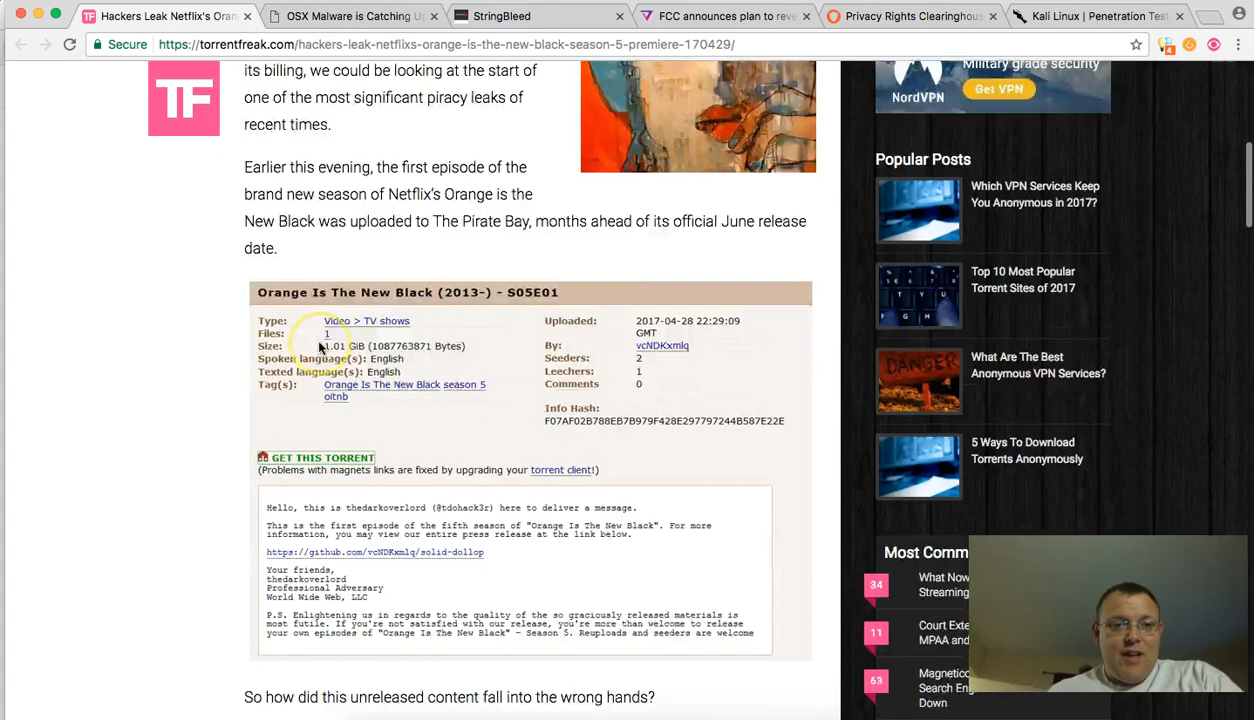 Hackers Leak Netflix's Oran
OSX Malware is Catching U
StringBleed
FCC announces plan to reve
Privacy Rights Clearinghou
Kali Linux | Penetration Tes
Secure https://torrentfreak.com/hackers-leak-netflixs-orange-is-the-new-black-season-5-premiere-170429/
4
TF
its billing, we could be looking at the start of
one of the most significant piracy leaks of
recent times.
Earlier this evening, the first episode of the
brand new season of Netflix's Orange is the
New Black was uploaded to The Pirate Bay, months ahead of its official June release
date.
Orange Is The New Black (2013-) - S05E01
Type: Video > TV shows
Files: 1
Size: 1.01 GiB (1087763871 Bytes)
Spoken language(s): English
Texted language(s): English
Tag(s): Orange Is The New Black season 5
oitnb
Uploaded: 2017-04-28 22:29:09
GMT
By: vcNDKxmlq
Seeders: 2
Leechers: 1
Comments 0
Info Hash:
F07AF02B788EB7B979F428E297797244B587E22E
GET THIS TORRENT
(Problems with magnets links are fixed by upgrading your torrent client!)
Hello, this is thedarkoverlord (@tdohack3r) here to deliver a message.
This is the first episode of the fifth season of "Orange Is The New Black". For more
information, you may view our entire press release at the link below.
https://github.com/vcNDKxmlq/solid-dollop
Your friends,
thedarkoverlord
Professional Adversary
World Wide Web, LLC
P.S. Enlightening us in regards to the quality of the so graciously released materials is
most futile. If you're not satisfied with our release, you're more than welcome to release
your own episodes of "Orange Is The New Black" - Season 5. Reuploads and seeders are welcome
So how did this unreleased content fall into the wrong hands?
Military grade security
NordVPN
Get VPN
Popular Posts
Which VPN Services Keep
You Anonymous in 2017?
Top 10 Most Popular
Torrent Sites of 2017
What Are The Best
Anonymous VPN Services?
DANGER
5 Ways To Download
Torrents Anonymously
Most Comm
34
What Now
Streaming
11
Court Exte
MPAA and
63
Magnetico
Search Eng
Down